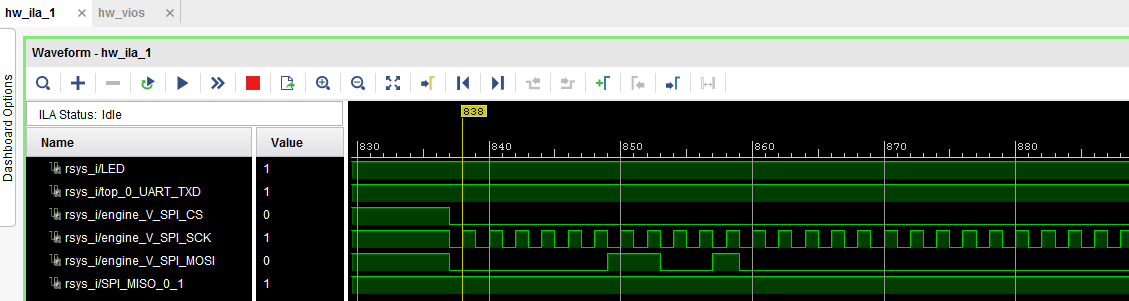 hw_ila_1 × hw_vios ×
Dashboard Options
Waveform - hw_ila_1
ILA Status: Idle
Name Value
838
830 840 850 860 870 880
rsys_i/LED 1
rsys_i/top_0_UART_TXD 1
rsys_i/engine_V_SPI_CS 0
rsys_i/engine_V_SPI_SCK 1
rsys_i/engine_V_SPI_MOSI 0
rsys_i/SPI_MISO_0_1 1